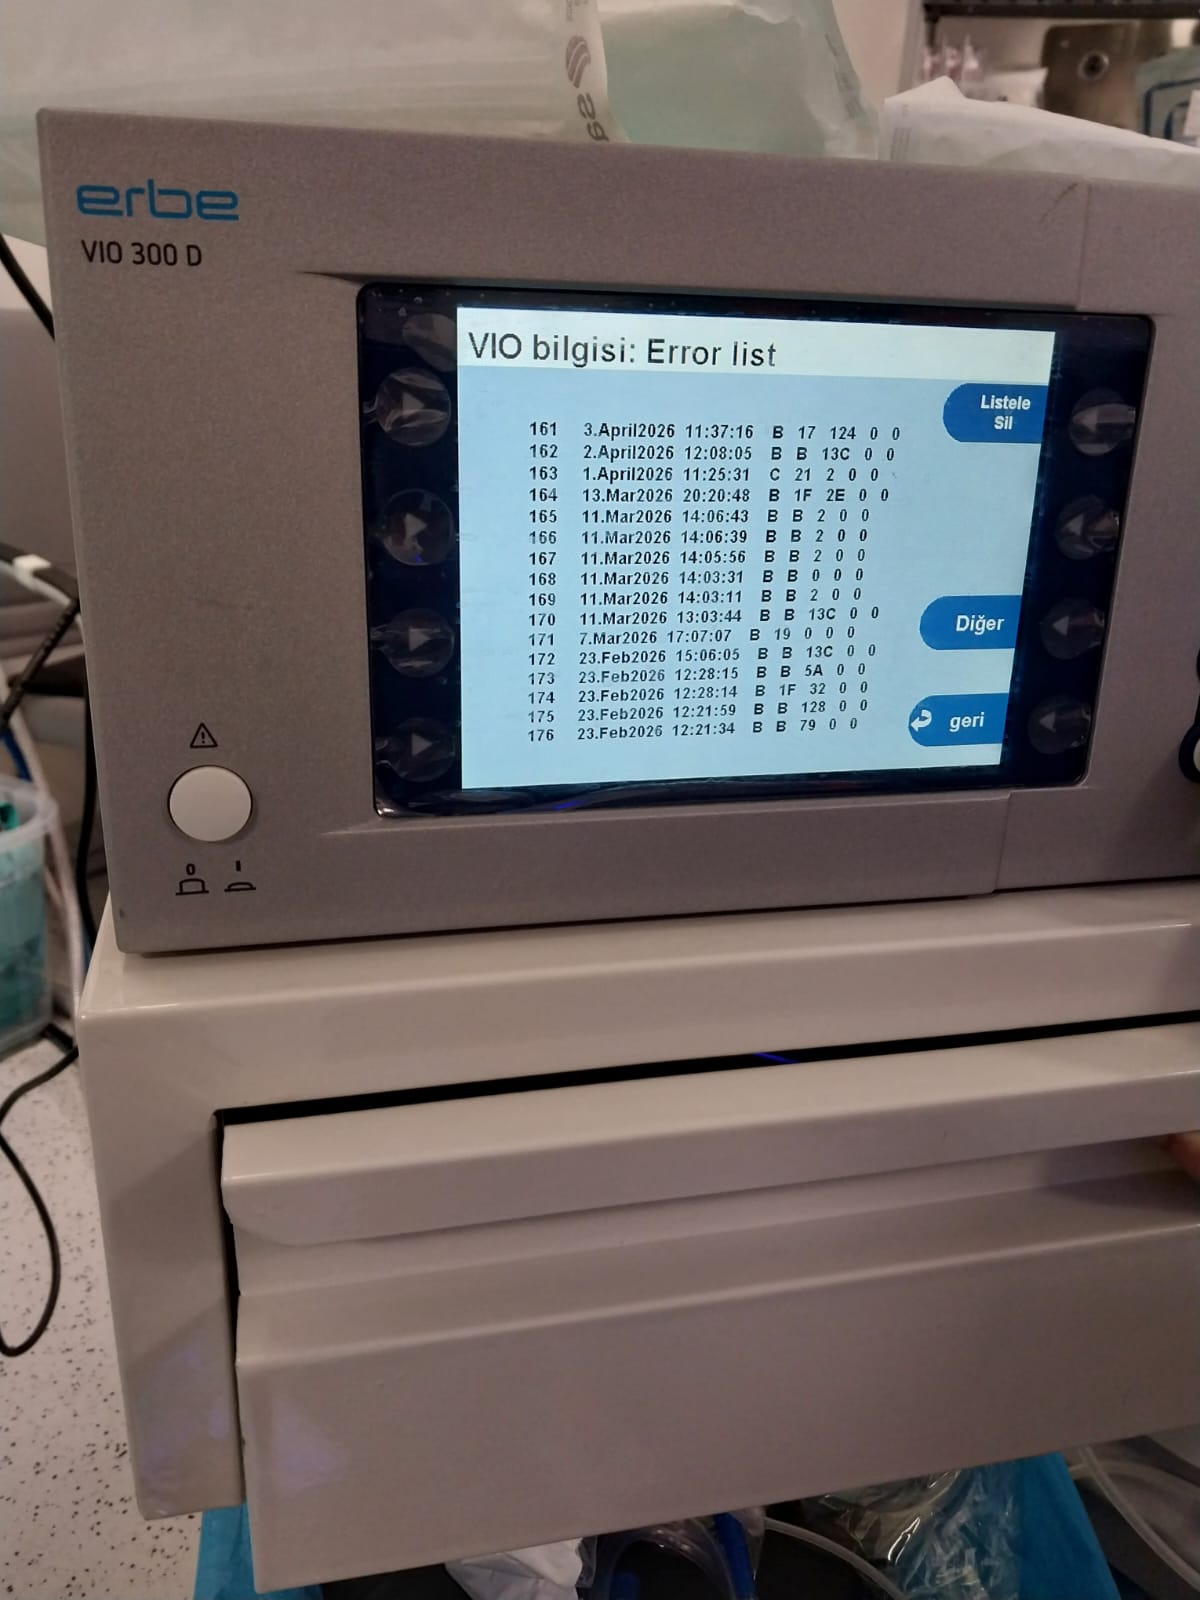 erbe
VIO 300 D
VIO bilgisi: Error list
Listele
Sil
161 3.April2026 11:37:16 B 17 124 0 0
162 2.April2026 12:08:05 B B 13C 0 0
163 1.April2026 11:25:31 C 21 2 0 0
164 13.Mar2026 20:20:48 B 1F 2E 0 0
165 11.Mar2026 14:06:43 B B 2 0 0
166 11.Mar2026 14:06:39 B B 2 0 0
167 11.Mar2026 14:05:56 B B 2 0 0
168 11.Mar2026 14:03:31 B B 0 0 0
169 11.Mar2026 14:03:11 B B 2 0 0
170 11.Mar2026 13:03:44 B B 13C 0 0
171 7.Mar2026 17:07:07 B 19 0 0 0
172 23.Feb2026 15:06:05 B B 13C 0 0
173 23.Feb2026 12:28:15 B B 5A 0 0
174 23.Feb2026 12:28:14 B 1F 32 0 0
175 23.Feb2026 12:21:59 B B 128 0 0
176 23.Feb2026 12:21:34 B B 79 0 0
Diğer
geri
0 I